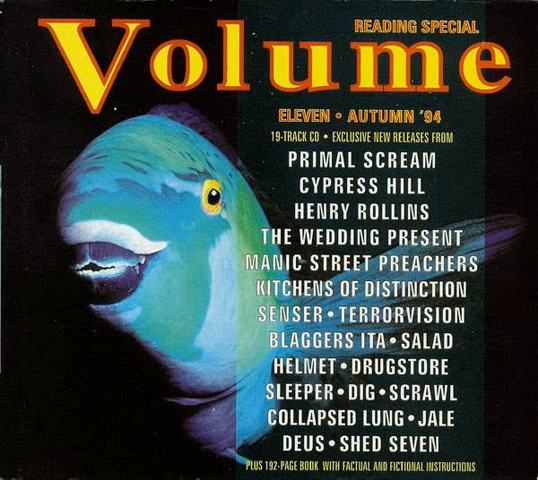 READING SPECIAL
Volume
ELEVEN • AUTUMN '94
19-TRACK CD • EXCLUSIVE NEW RELEASES FROM
PRIMAL SCREAM
CYPRESS HILL
HENRY ROLLINS
THE WEDDING PRESENT
MANIC STREET PREACHERS
KITCHENS OF DISTINCTION
SENSER • TERRORVISION
BLAGGERS ITA • SALAD
HELMET • DRUGSTORE
SLEEPER • DIG • SCRAWL
COLLAPSED LUNG • JALE
DEUS • SHED SEVEN
PLUS 192-PAGE BOOK WITH FACTUAL AND FICTIONAL INSTRUCTIONS